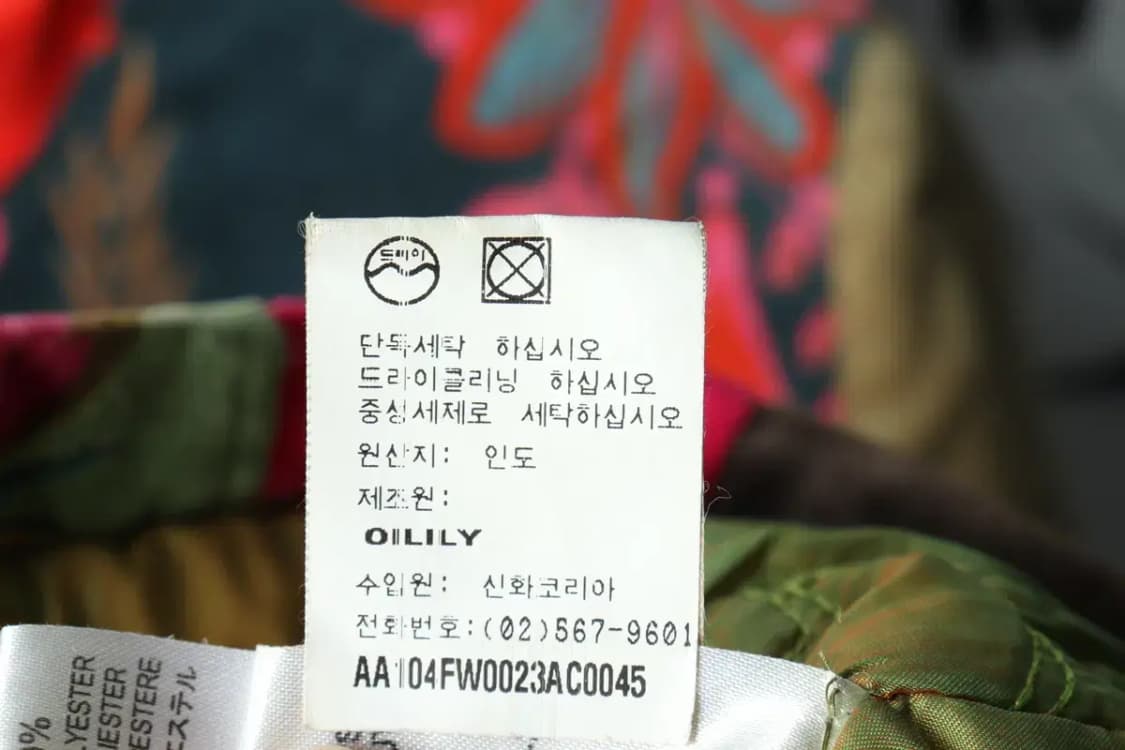 드라이
단독세탁 하십시오
드라이클리닝 하십시오
중성세제로 세탁하십시오
원산지: 인도
제조원:
OILILY
수입원: 신화코리아
전화번호:(02)567-9601
AA104FW0023AC0045
%
LYESTER
IESTER
ESTERE
エステル